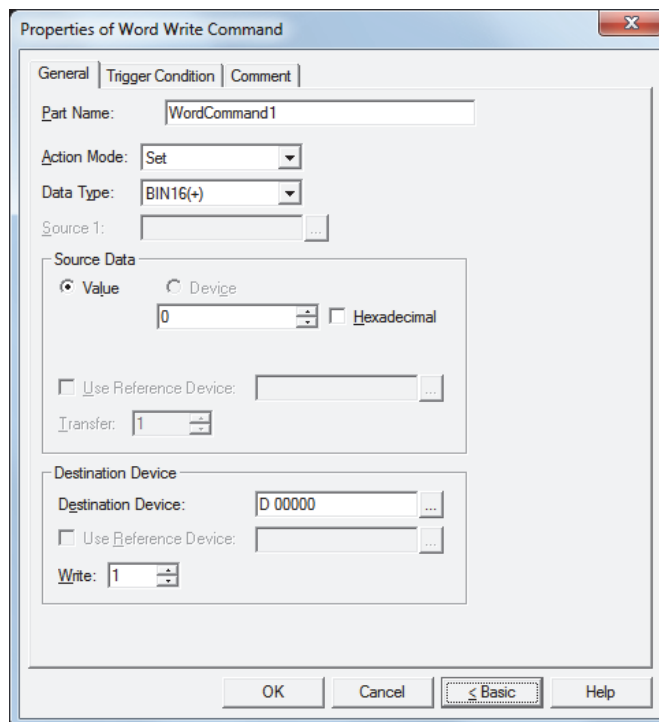 Properties of Word Write Command
General Trigger Condition Comment
Part Name: WordCommand1
Action Mode: Set
Data Type: BIN16(+)
Source 1: ...
Source Data
Value Device
0 Hexadecimal
Use Reference Device: ...
Transfer: 1
Destination Device
Destination Device: D 00000 ...
Use Reference Device: ...
Write: 1
OK Cancel < Basic Help